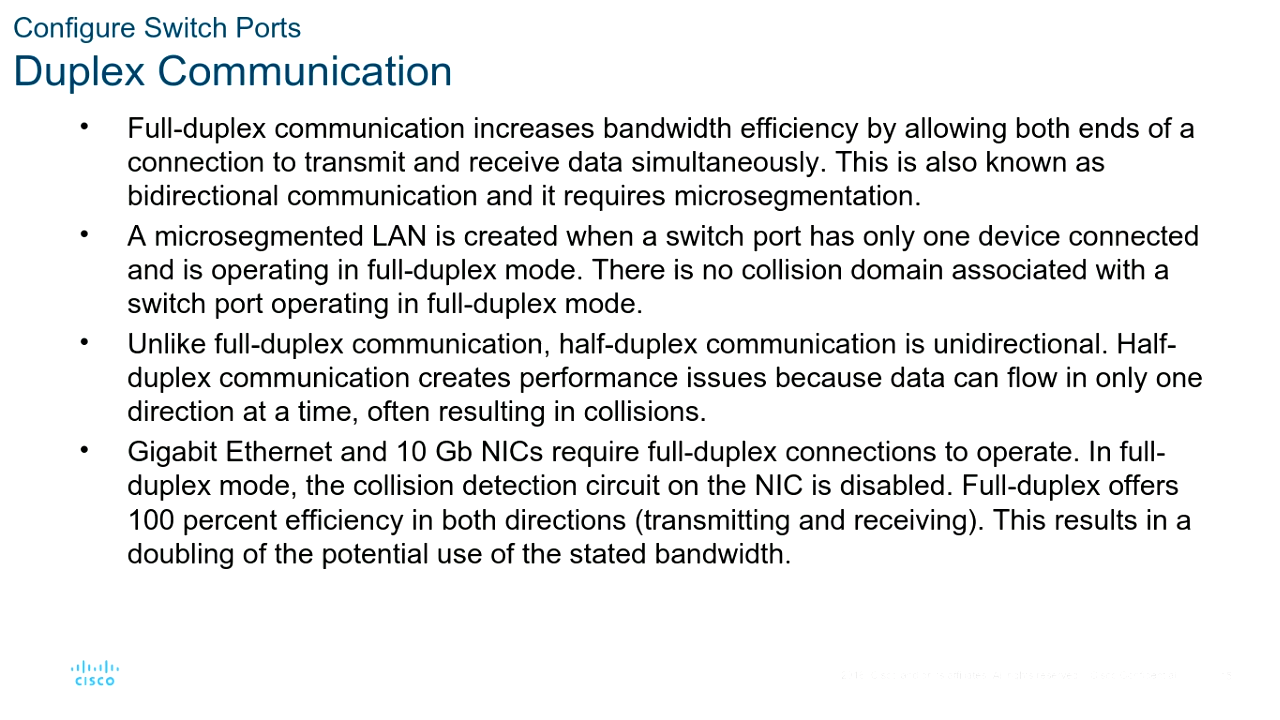 Configure Switch Ports
Duplex Communication
• Full-duplex communication increases bandwidth efficiency by allowing both ends of a
connection to transmit and receive data simultaneously. This is also known as
bidirectional communication and it requires microsegmentation.
• A microsegmented LAN is created when a switch port has only one device connected
and is operating in full-duplex mode. There is no collision domain associated with a
switch port operating in full-duplex mode.
• Unlike full-duplex communication, half-duplex communication is unidirectional. Half-
duplex communication creates performance issues because data can flow in only one
direction at a time, often resulting in collisions.
• Gigabit Ethernet and 10 Gb NICs require full-duplex connections to operate. In full-
duplex mode, the collision detection circuit on the NIC is disabled. Full-duplex offers
100 percent efficiency in both directions (transmitting and receiving). This results in a
doubling of the potential use of the stated bandwidth.
CISCO